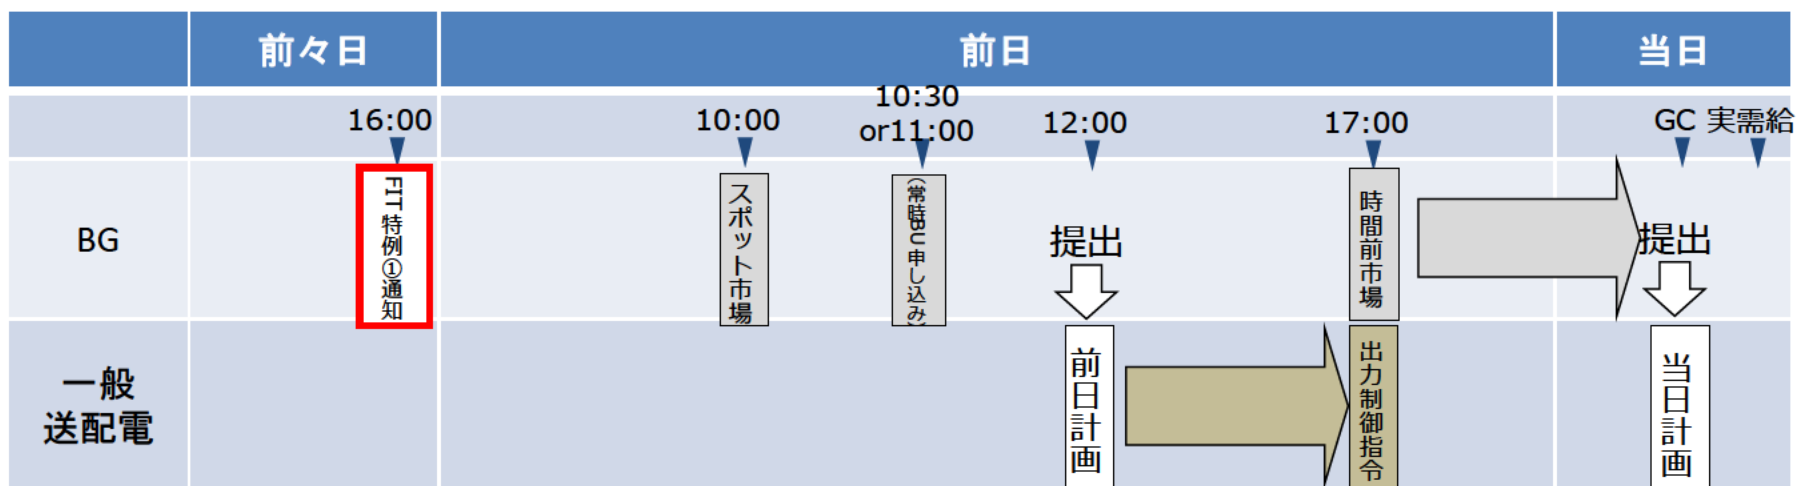 前々日
前日
当日
16:00
10:00
10:30
or11:00
12:00
17:00
GC
実需給
BG
FIT特例①通知
スポット市場
(常時BU申し込み)
提出
時間前市場
提出
一般
送配電
前日計画
出力制御指令
当日計画